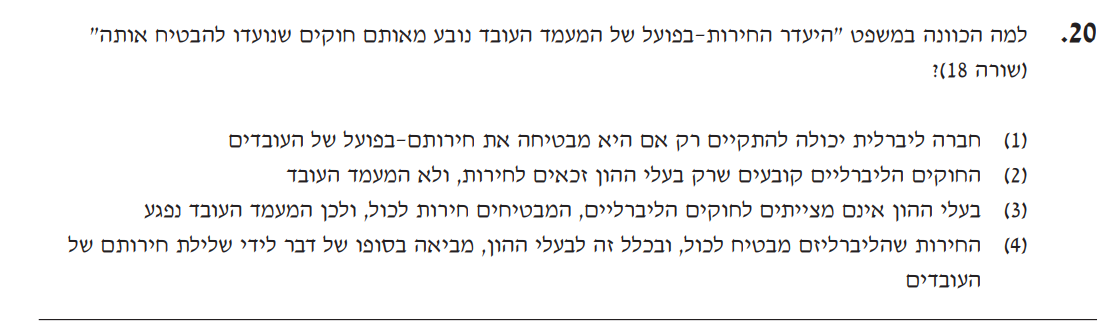 20. למה הכוונה במשפט "היעדר החירות-בפועל של המעמד העובד נובע מאותם חוקים שנועדו להבטיח אותה"
(שורה 18)?
(1) חברה ליברלית יכולה להתקיים רק אם היא מבטיחה את חירותם-בפועל של העובדים
(2) החוקים הליברליים קובעים שרק בעלי ההון זכאים לחירות, ולא המעמד העובד
(3) בעלי ההון אינם מצייתים לחוקים הליברליים, המבטיחים חירות לכול, ולכן המעמד העובד נפגע
(4) החירות שהליברליזם מבטיח לכול, ובכלל זה לבעלי ההון, מביאה בסופו של דבר לידי שלילת חירותם של
העובדים